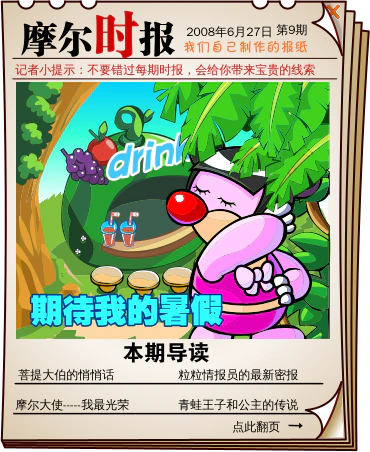 摩尔时报
2008年6月27日 第9期
我们自己制作的报纸
记者小提示：不要错过每期时报，会给你带来宝贵的线索
drink
期待我的暑假
本期导读
菩提大伯的悄悄话 粒粒情报员的最新密报
摩尔大使-----我最光荣 青蛙王子和公主的传说
点此翻页 →